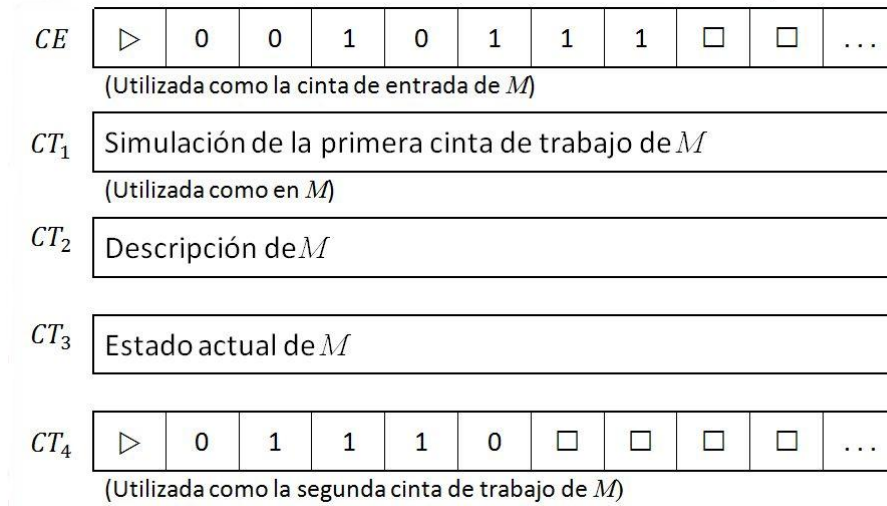 CE ▷ 0 0 1 0 1 1 1 □ □ ...
(Utilizada como la cinta de entrada de M)
CT₁ Simulación de la primera cinta de trabajo de M
(Utilizada como en M)
CT₂ Descripción de M
CT₃ Estado actual de M
CT₄ ▷ 0 1 1 1 0 □ □ □ □ ...
(Utilizada como la segunda cinta de trabajo de M)